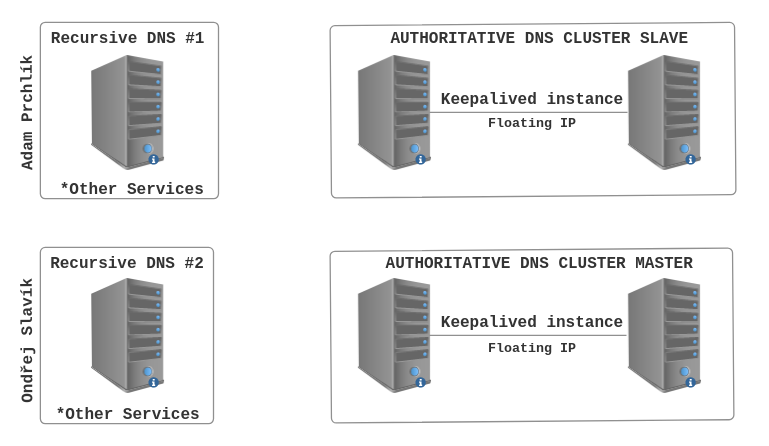 Adam Prchlík
Recursive DNS #1
*Other Services
AUTHORITATIVE DNS CLUSTER SLAVE
Keepalived instance
Floating IP
Ondřej Slavík
Recursive DNS #2
*Other Services
AUTHORITATIVE DNS CLUSTER MASTER
Keepalived instance
Floating IP